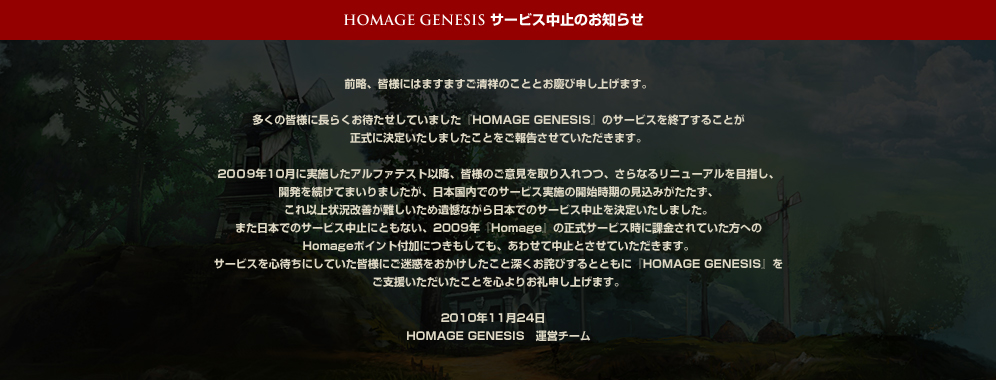 HOMAGE GENESIS サービス中止のお知らせ
前略、皆様にはますますご清祥のこととお慶び申し上げます。
多くの皆様に長らくお待たせしていました『HOMAGE GENESIS』のサービスを終了することが
正式に決定いたしましたことをご報告させていただきます。
2009年10月に実施したアルファテスト以降、皆様のご意見を取り入れつつ、さらなるリニューアルを目指し、
開発を続けてまいりましたが、日本国内でのサービス実施の開始時期の見込みがたたず、
これ以上状況改善が難しいため遺憾ながら日本でのサービス中止を決定いたしました。
また日本でのサービス中止にともない、2009年『Homage』の正式サービス時に課金されていた方への
Homageポイント付加につきもしても、あわせて中止とさせていただきます。
サービスを心待ちにしていた皆様にご迷惑をおかけしたこと深くお詫びするとともに『HOMAGE GENESIS』を
ご支援いただいたことを心よりお礼申し上げます。
2010年11月24日
HOMAGE GENESIS　運営チーム